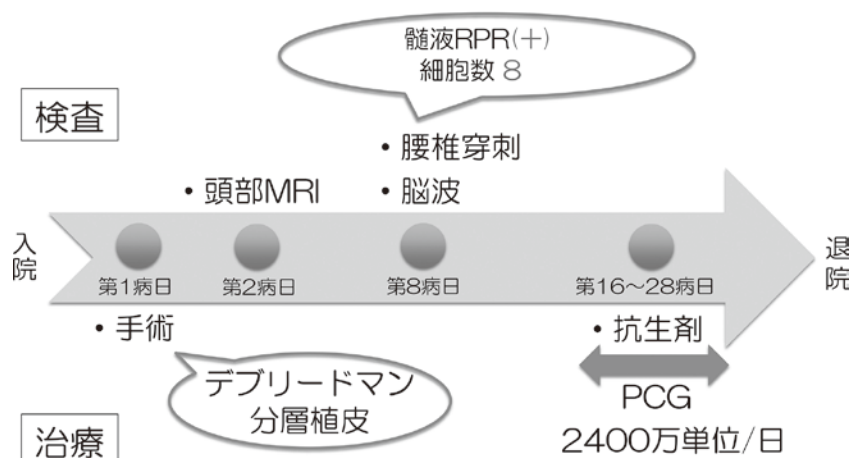 髄液RPR(+)
細胞数 8
検査
・腰椎穿刺
・頭部MRI
・脳波
入院
退院
第1病日
第2病日
第8病日
第16〜28病日
・手術
・抗生剤
デブリードマン
分層植皮
PCG
2400万単位/日
治療